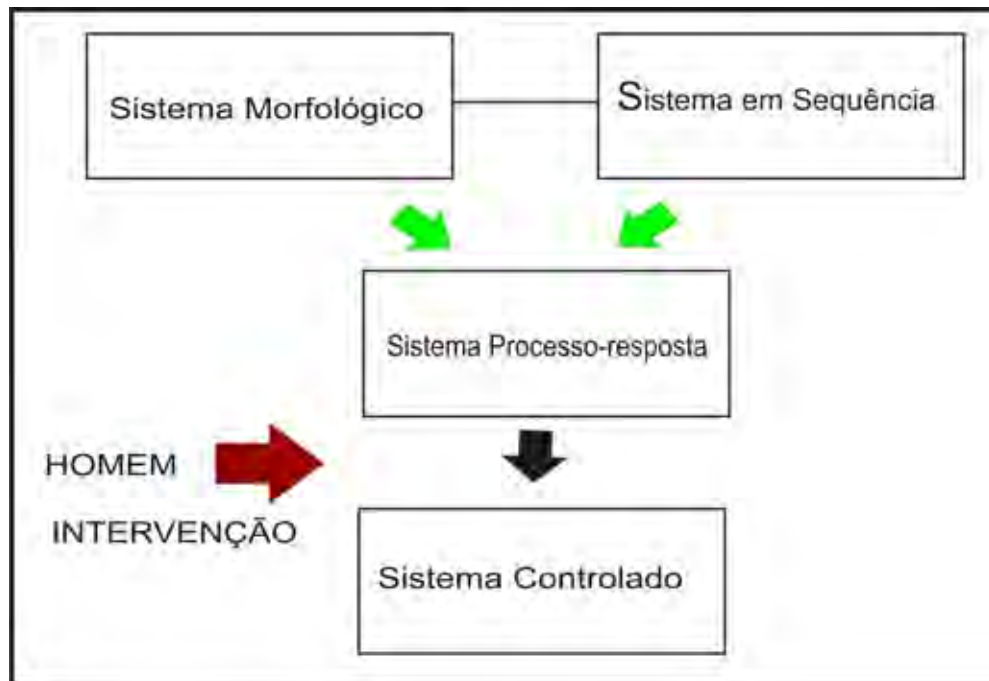 Sistema Morfológico
Sistema em Sequência
Sistema Processo-resposta
HOMEM
INTERVENÇÃO
Sistema Controlado